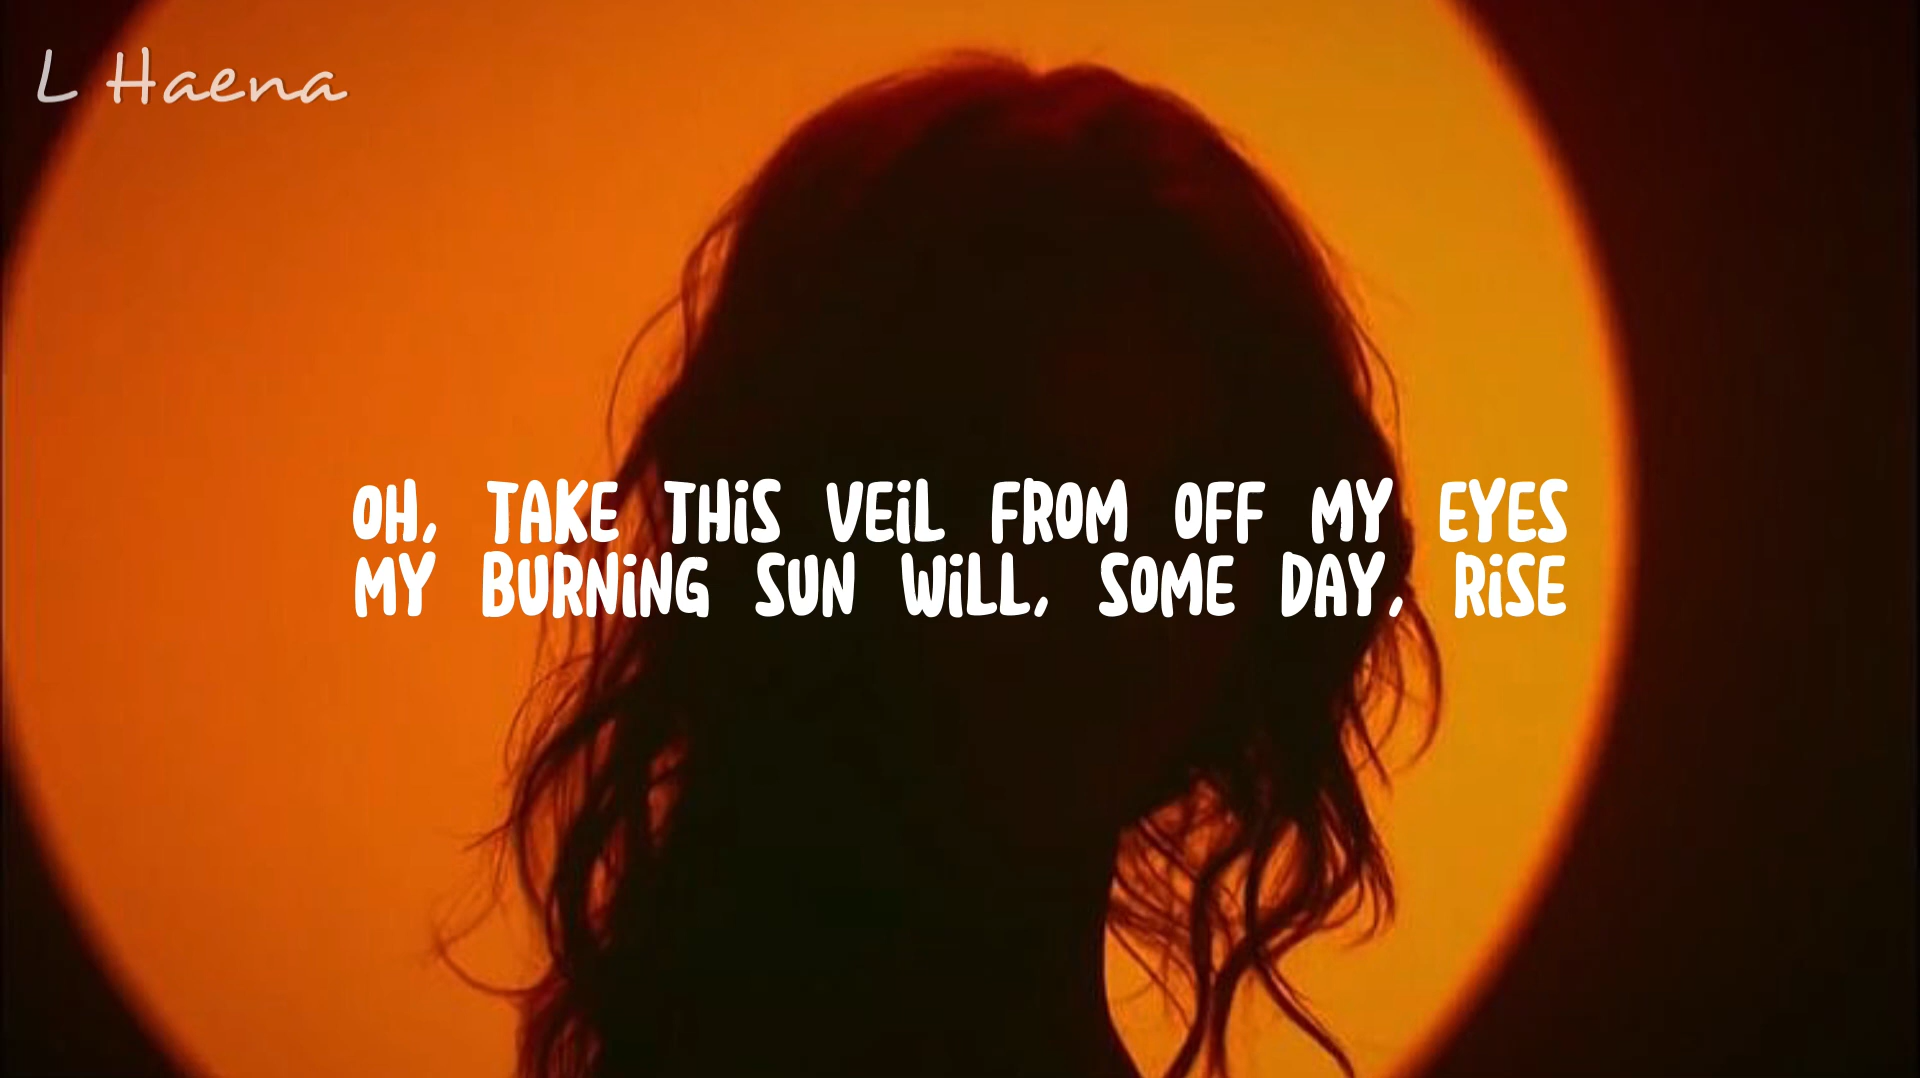 L Haena
OH, TAKE THiS VEiL FROM OFF MY EYES
MY BURNiNG SUN WiLL, SOME DAY, RiSE